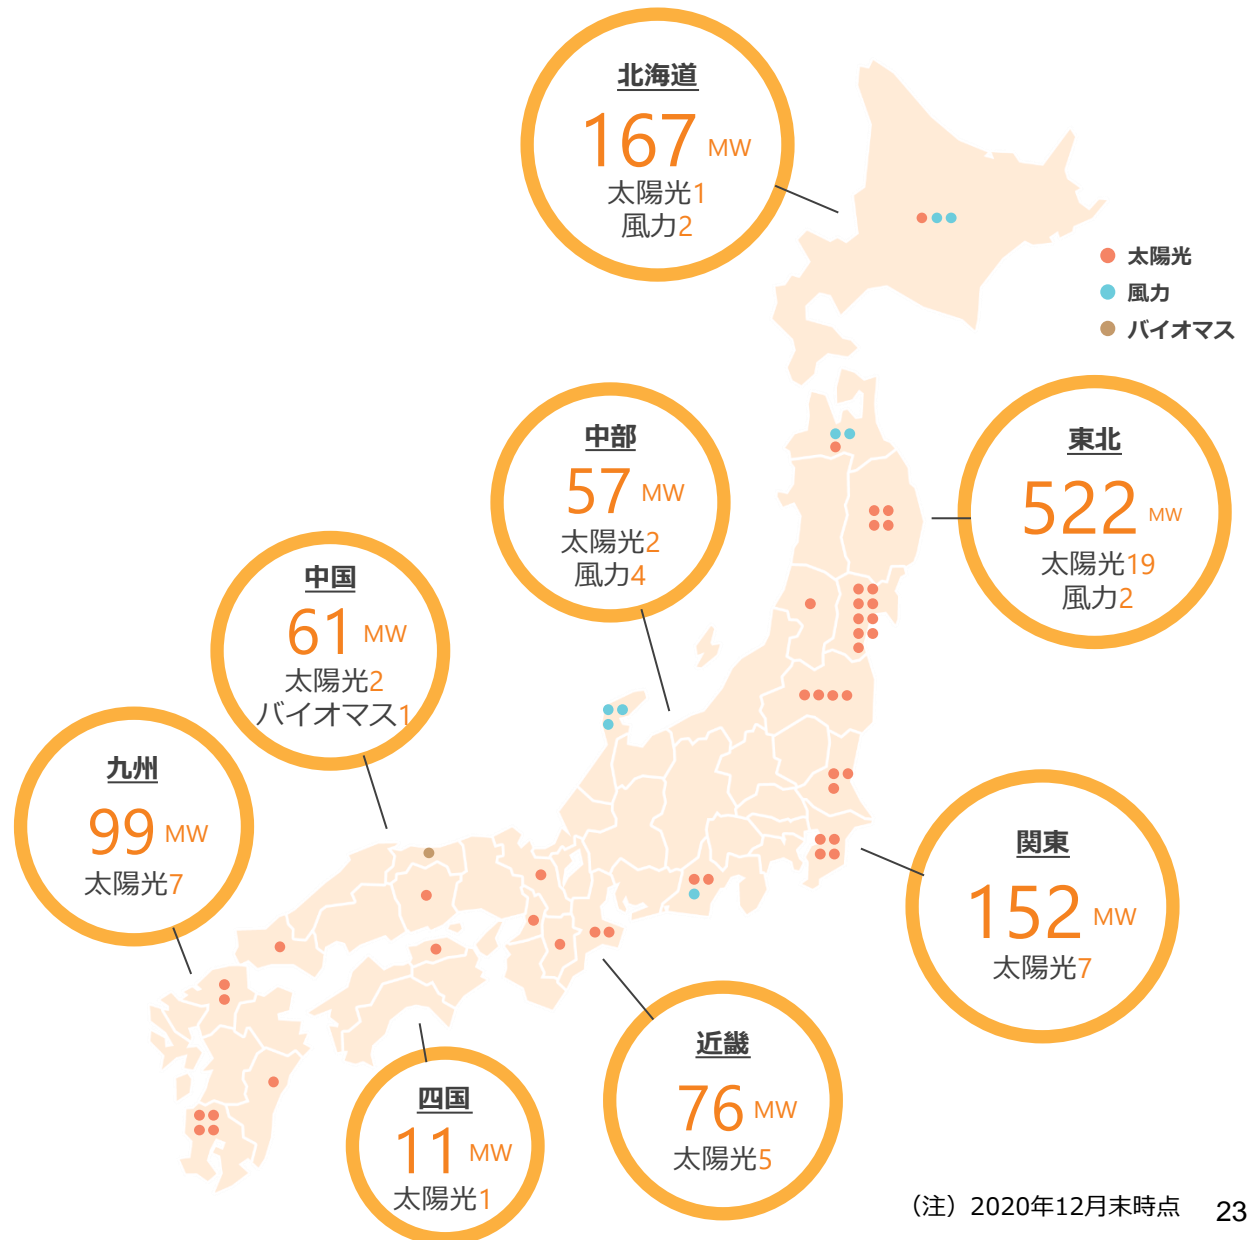 北海道
167 MW
太陽光1
風力2
太陽光
風力
バイオマス
東北
522 MW
太陽光19
風力2
中部
57 MW
太陽光2
風力4
中国
61 MW
太陽光2
バイオマス1
九州
99 MW
太陽光7
関東
152 MW
太陽光7
近畿
76 MW
太陽光5
四国
11 MW
太陽光1
（注）2020年12月末時点
23